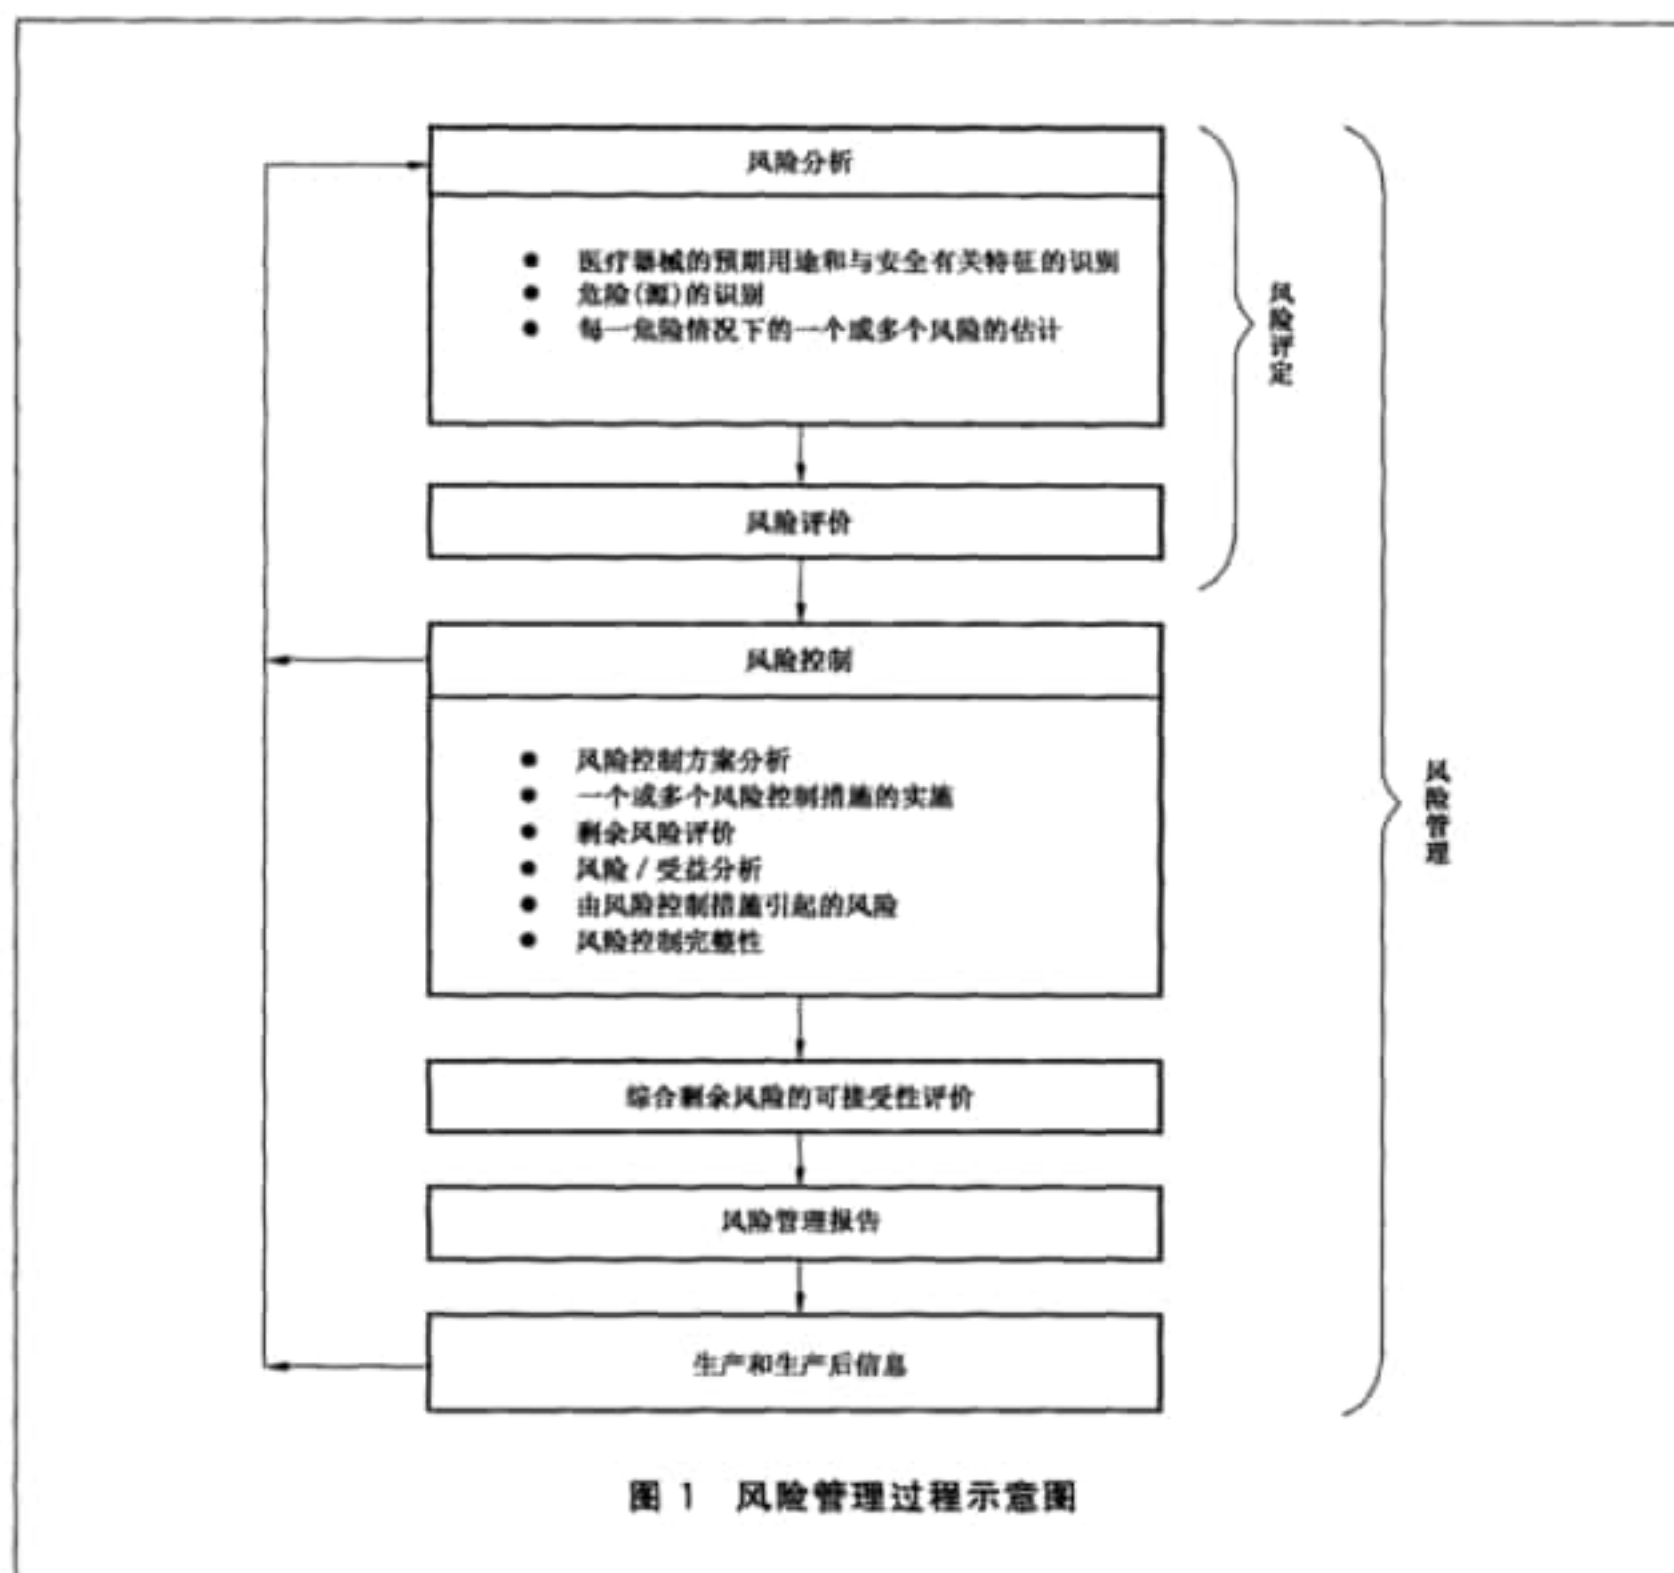 风险分析
● 医疗器械的预期用途和与安全有关特征的识别
● 危险(源)的识别
● 每一危险情况下的一个或多个风险的估计
风险评定
风险评价
风险控制
● 风险控制方案分析
● 一个或多个风险控制措施的实施
● 剩余风险评价
● 风险/受益分析
● 由风险控制措施引起的风险
● 风险控制完整性
风险管理
综合剩余风险的可接受性评价
风险管理报告
生产和生产后信息
图 1 风险管理过程示意图